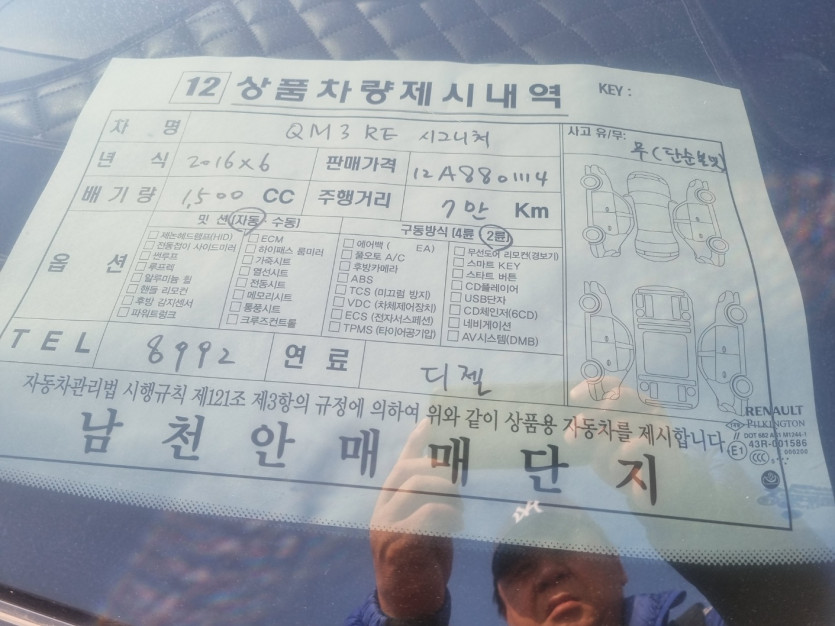 12 상품차량제시내역 KEY :
차 명 QM3 RE 시그니처 사고 유/무: 무(단순본넷)
년 식 2016X6 판매가격 12A8801114
배기량 1,500 CC 주행거리 7만 Km
옵 션
밋 션(자동 수동) 구동방식 (4륜 2륜)
제논헤드램프(HID)
전동접이 사이드미러
썬루프
루프랙
알루미늄 휠
핸들 리모컨
후방 감지센서
파워트렁크
ECM
하이패스 룸미러
가죽시트
열선시트
전동시트
메모리시트
통풍시트
크루즈컨트롤
에어백 ( EA)
풀오토 A/C
후방카메라
ABS
TCS (미끄럼 방지)
VDC (차체제어장치)
ECS (전자서스페션)
TPMS (타이어공기압)
무선도어 리모컨(경보기)
스마트 KEY
스타트 버튼
CD플레이어
USB단자
CD체인저(6CD)
네비게이션
AV시스템(DMB)
TEL 8992 연 료 디젤
자동차관리법 시행규칙 제121조 제3항의 규정에 의하여 위와 같이 상품용 자동차를 제시합니다
남 천 안 매 매 단 지
RENAULT
PILKINGTON
43R-001586
E1 CCC